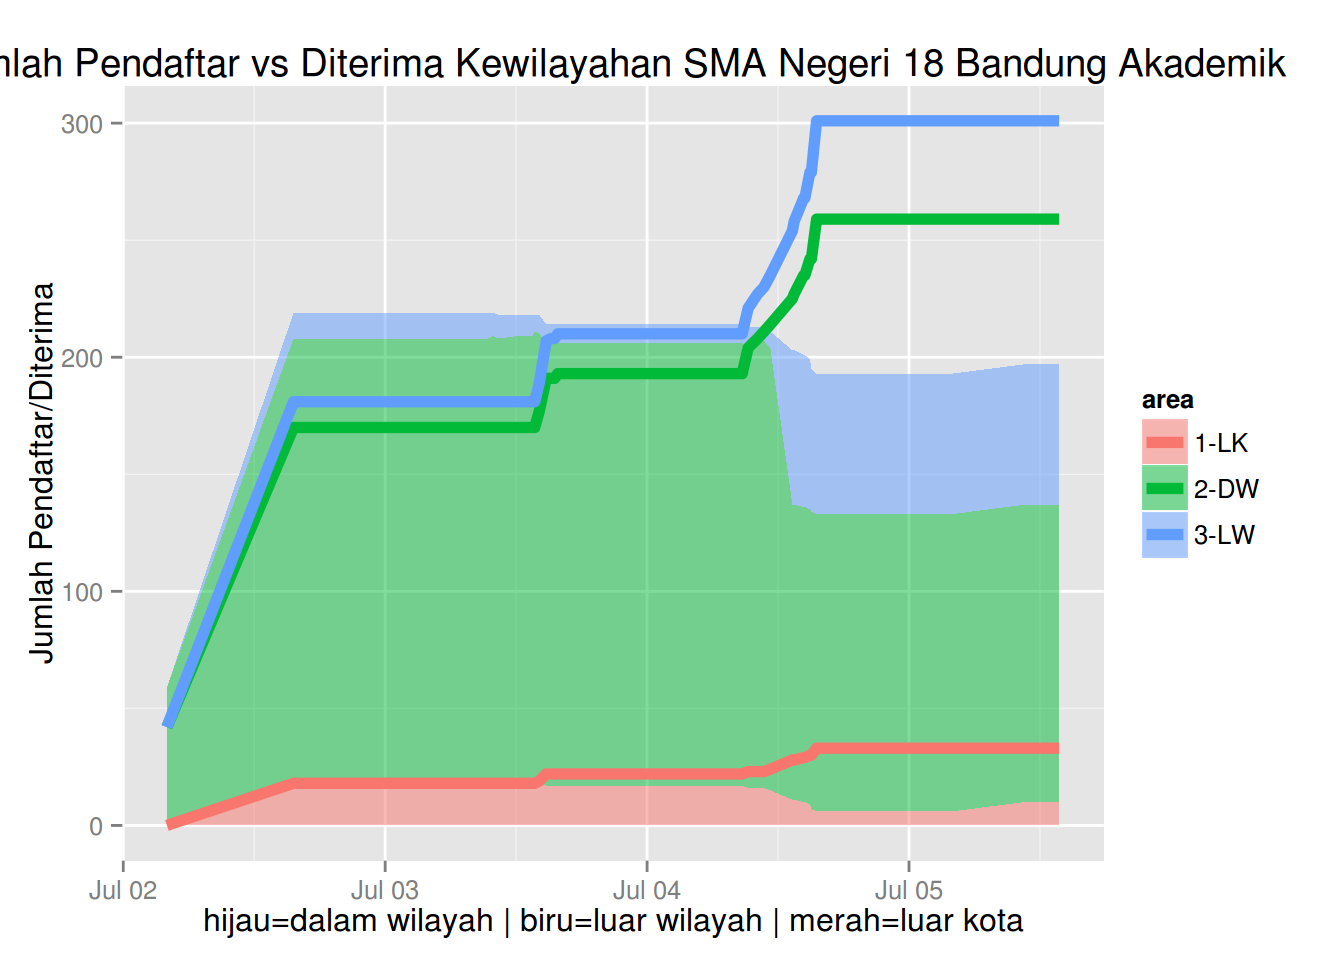 Pendaftar vs Diterima Kewilayahan SMA Negeri 18 Bandung Akademik
300
200
100
0
Jumlah Pendaftar/Diterima
Jul 02
Jul 03
Jul 04
Jul 05
hijau=dalam wilayah | biru=luar wilayah | merah=luar kota
area
1-LK
2-DW
3-LW